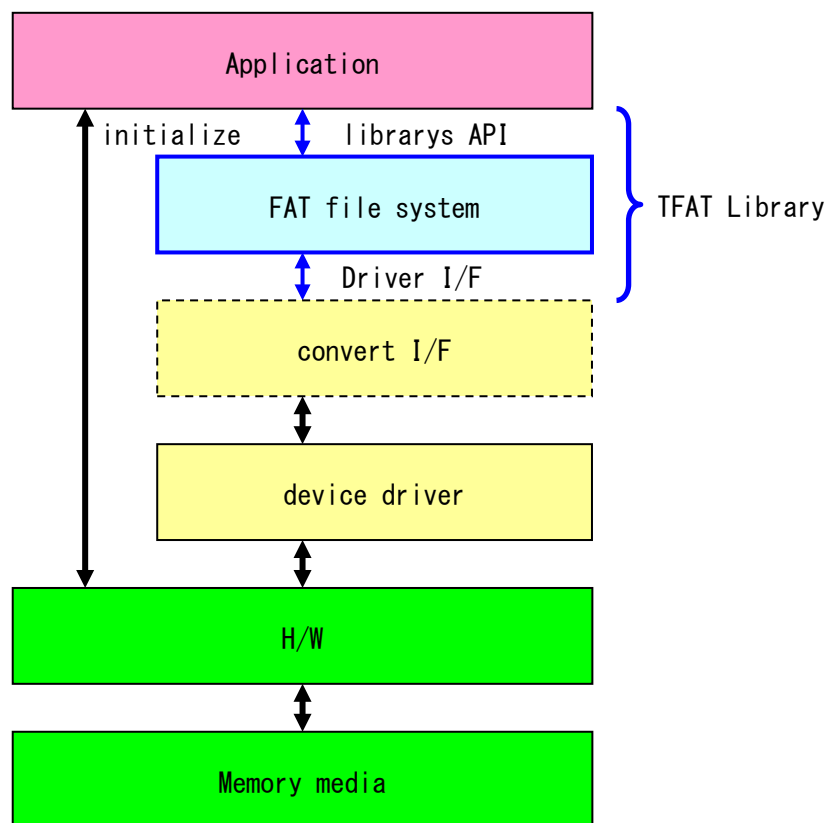 Application
initialize
librarys API
FAT file system
TFAT Library
Driver I/F
convert I/F
device driver
H/W
Memory media